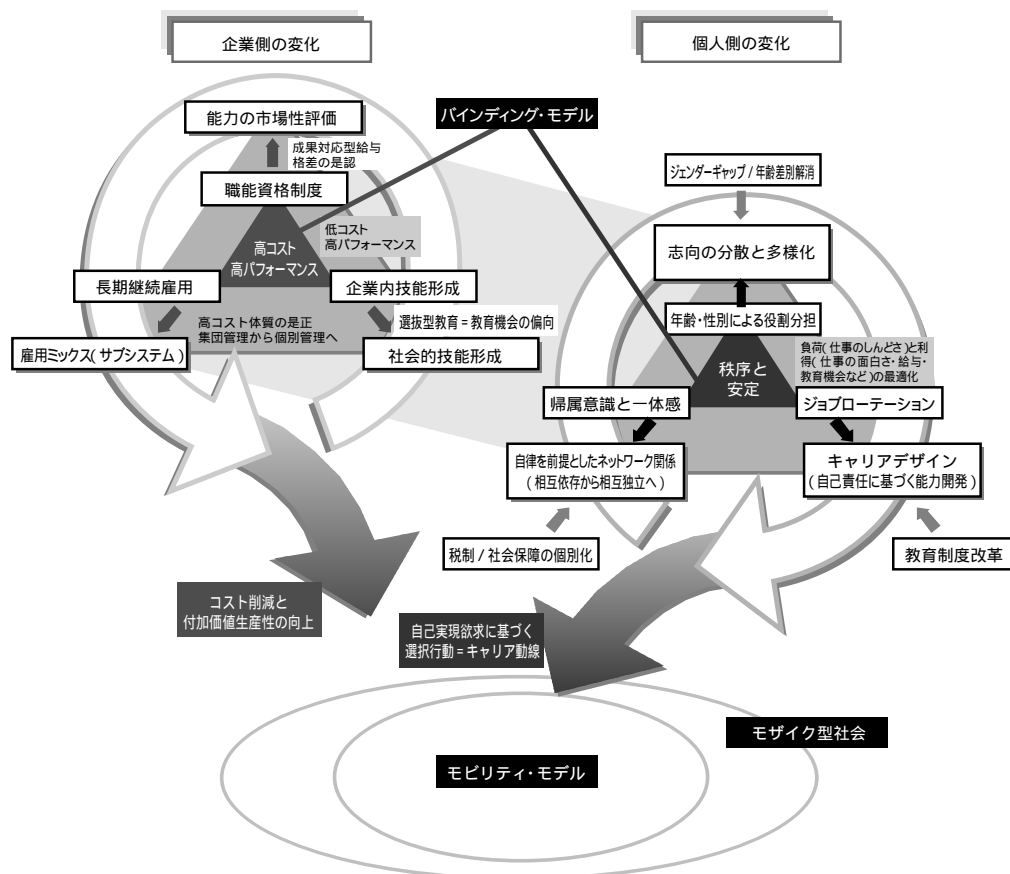 企業側の変化
個人側の変化
能力の市場性評価
バインディング・モデル
成果対応型給与
格差の是認
職能資格制度
ジェンダーギャップ / 年齢差別解消
低コスト
高パフォーマンス
高コスト
高パフォーマンス
志向の分散と多様化
長期継続雇用
企業内技能形成
高コスト体質の是正
集団管理から個別管理へ
選抜型教育 = 教育機会の偏向
年齢・性別による役割分担
雇用ミックス( サブシステム )
社会的技能形成
負荷( 仕事のしんどさ )と利
得( 仕事の面白さ・給与・
教育機会など )の最適化
秩序と
安定
帰属意識と一体感
ジョブローテーション
自律を前提としたネットワーク関係
( 相互依存から相互独立へ )
キャリアデザイン
( 自己責任に基づく能力開発 )
税制 / 社会保障の個別化
教育制度改革
コスト削減と
付加価値生産性の向上
自己実現欲求に基づく
選択行動 = キャリア動線
モザイク型社会
モビリティ・モデル